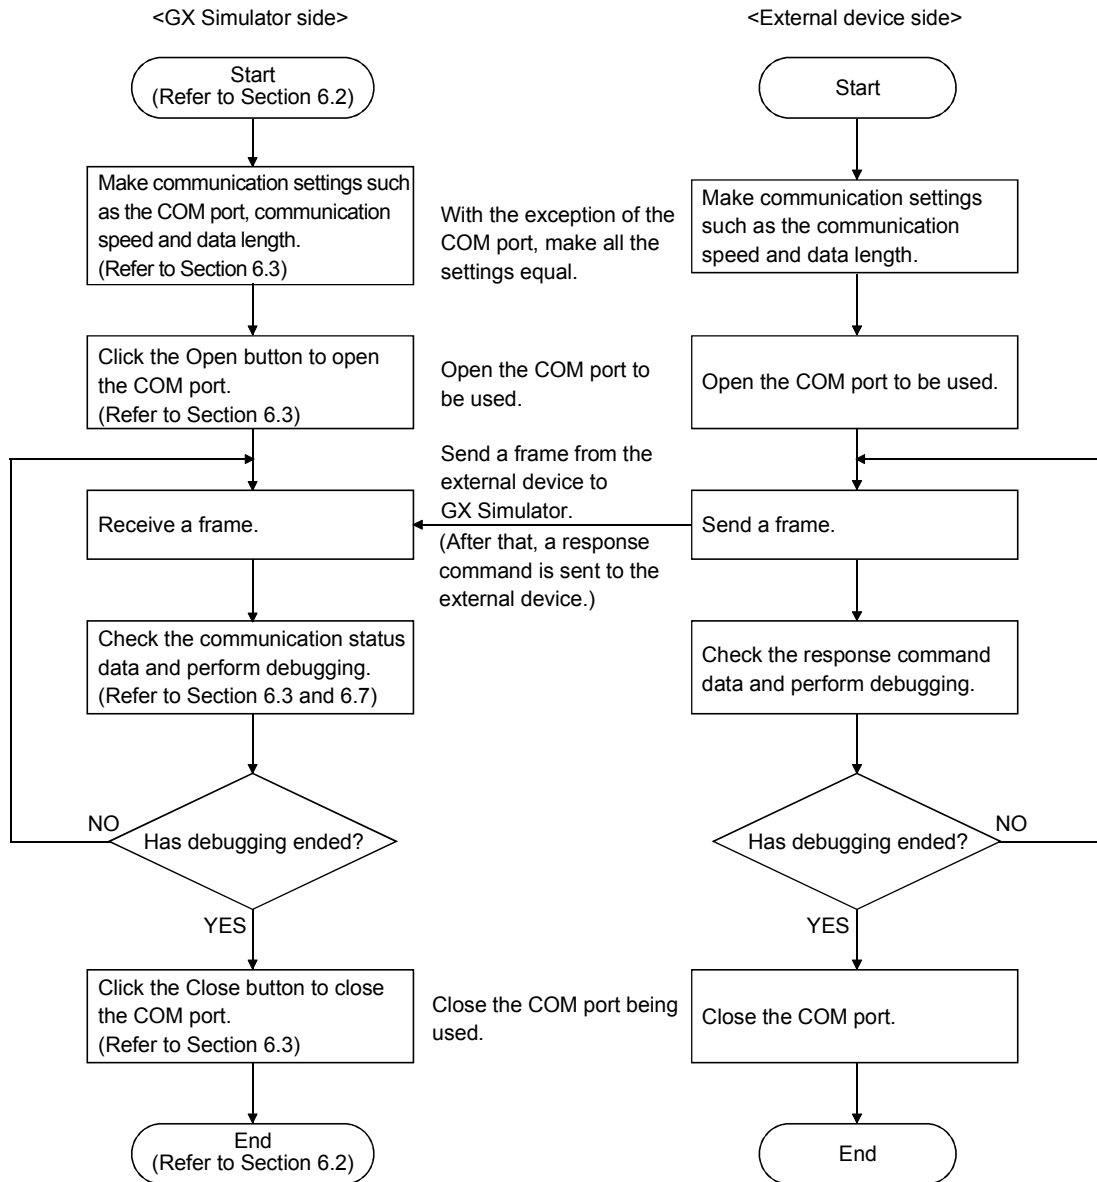 <GX Simulator side>
<External device side>
Start
(Refer to Section 6.2)
Start
Make communication settings such
as the COM port, communication
speed and data length.
(Refer to Section 6.3)
With the exception of the
COM port, make all the
settings equal.
Make communication settings
such as the communication
speed and data length.
Click the Open button to open
the COM port.
(Refer to Section 6.3)
Open the COM port to
be used.
Open the COM port to be used.
Send a frame from the
external device to
GX Simulator.
(After that, a response
command is sent to the
external device.)
Receive a frame.
Send a frame.
Check the communication status
data and perform debugging.
(Refer to Section 6.3 and 6.7)
Check the response command
data and perform debugging.
NO
Has debugging ended?
YES
Has debugging ended?
NO
YES
Click the Close button to close
the COM port.
(Refer to Section 6.3)
Close the COM port being
used.
Close the COM port.
End
(Refer to Section 6.2)
End